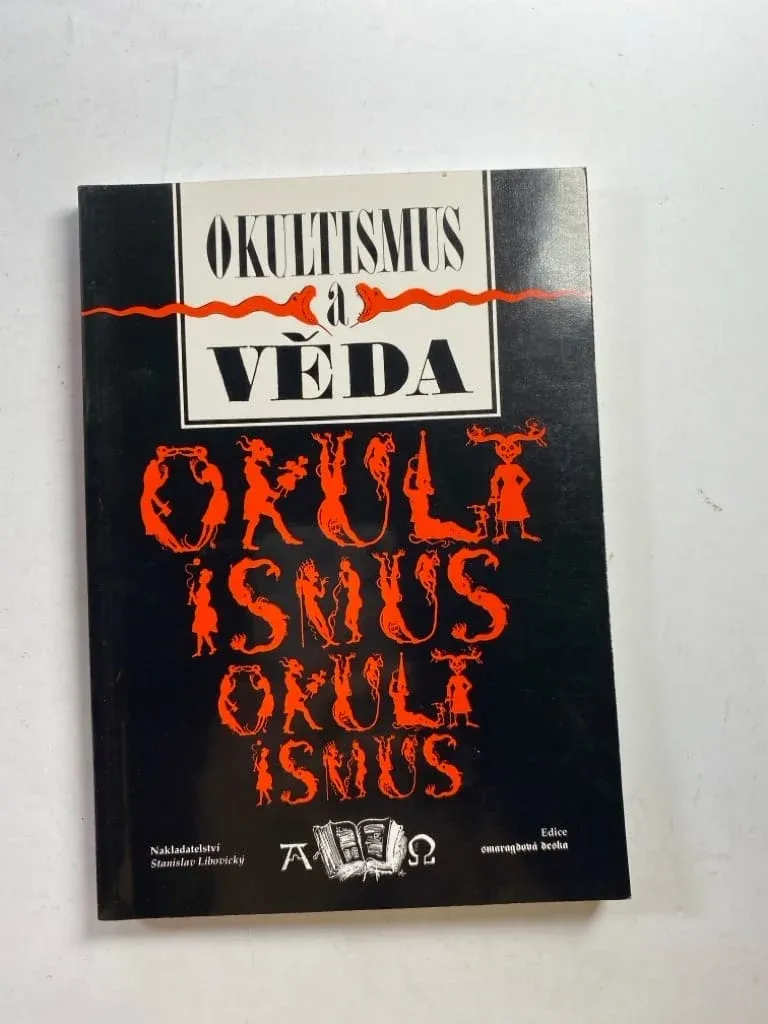 OKULTISMUS
a
VĚDA
OKULT
iSMUS
OKULT
iSMUS
Nakladatelství
Stanislav Libovický
A
Ω
Edice
smaragdová deska